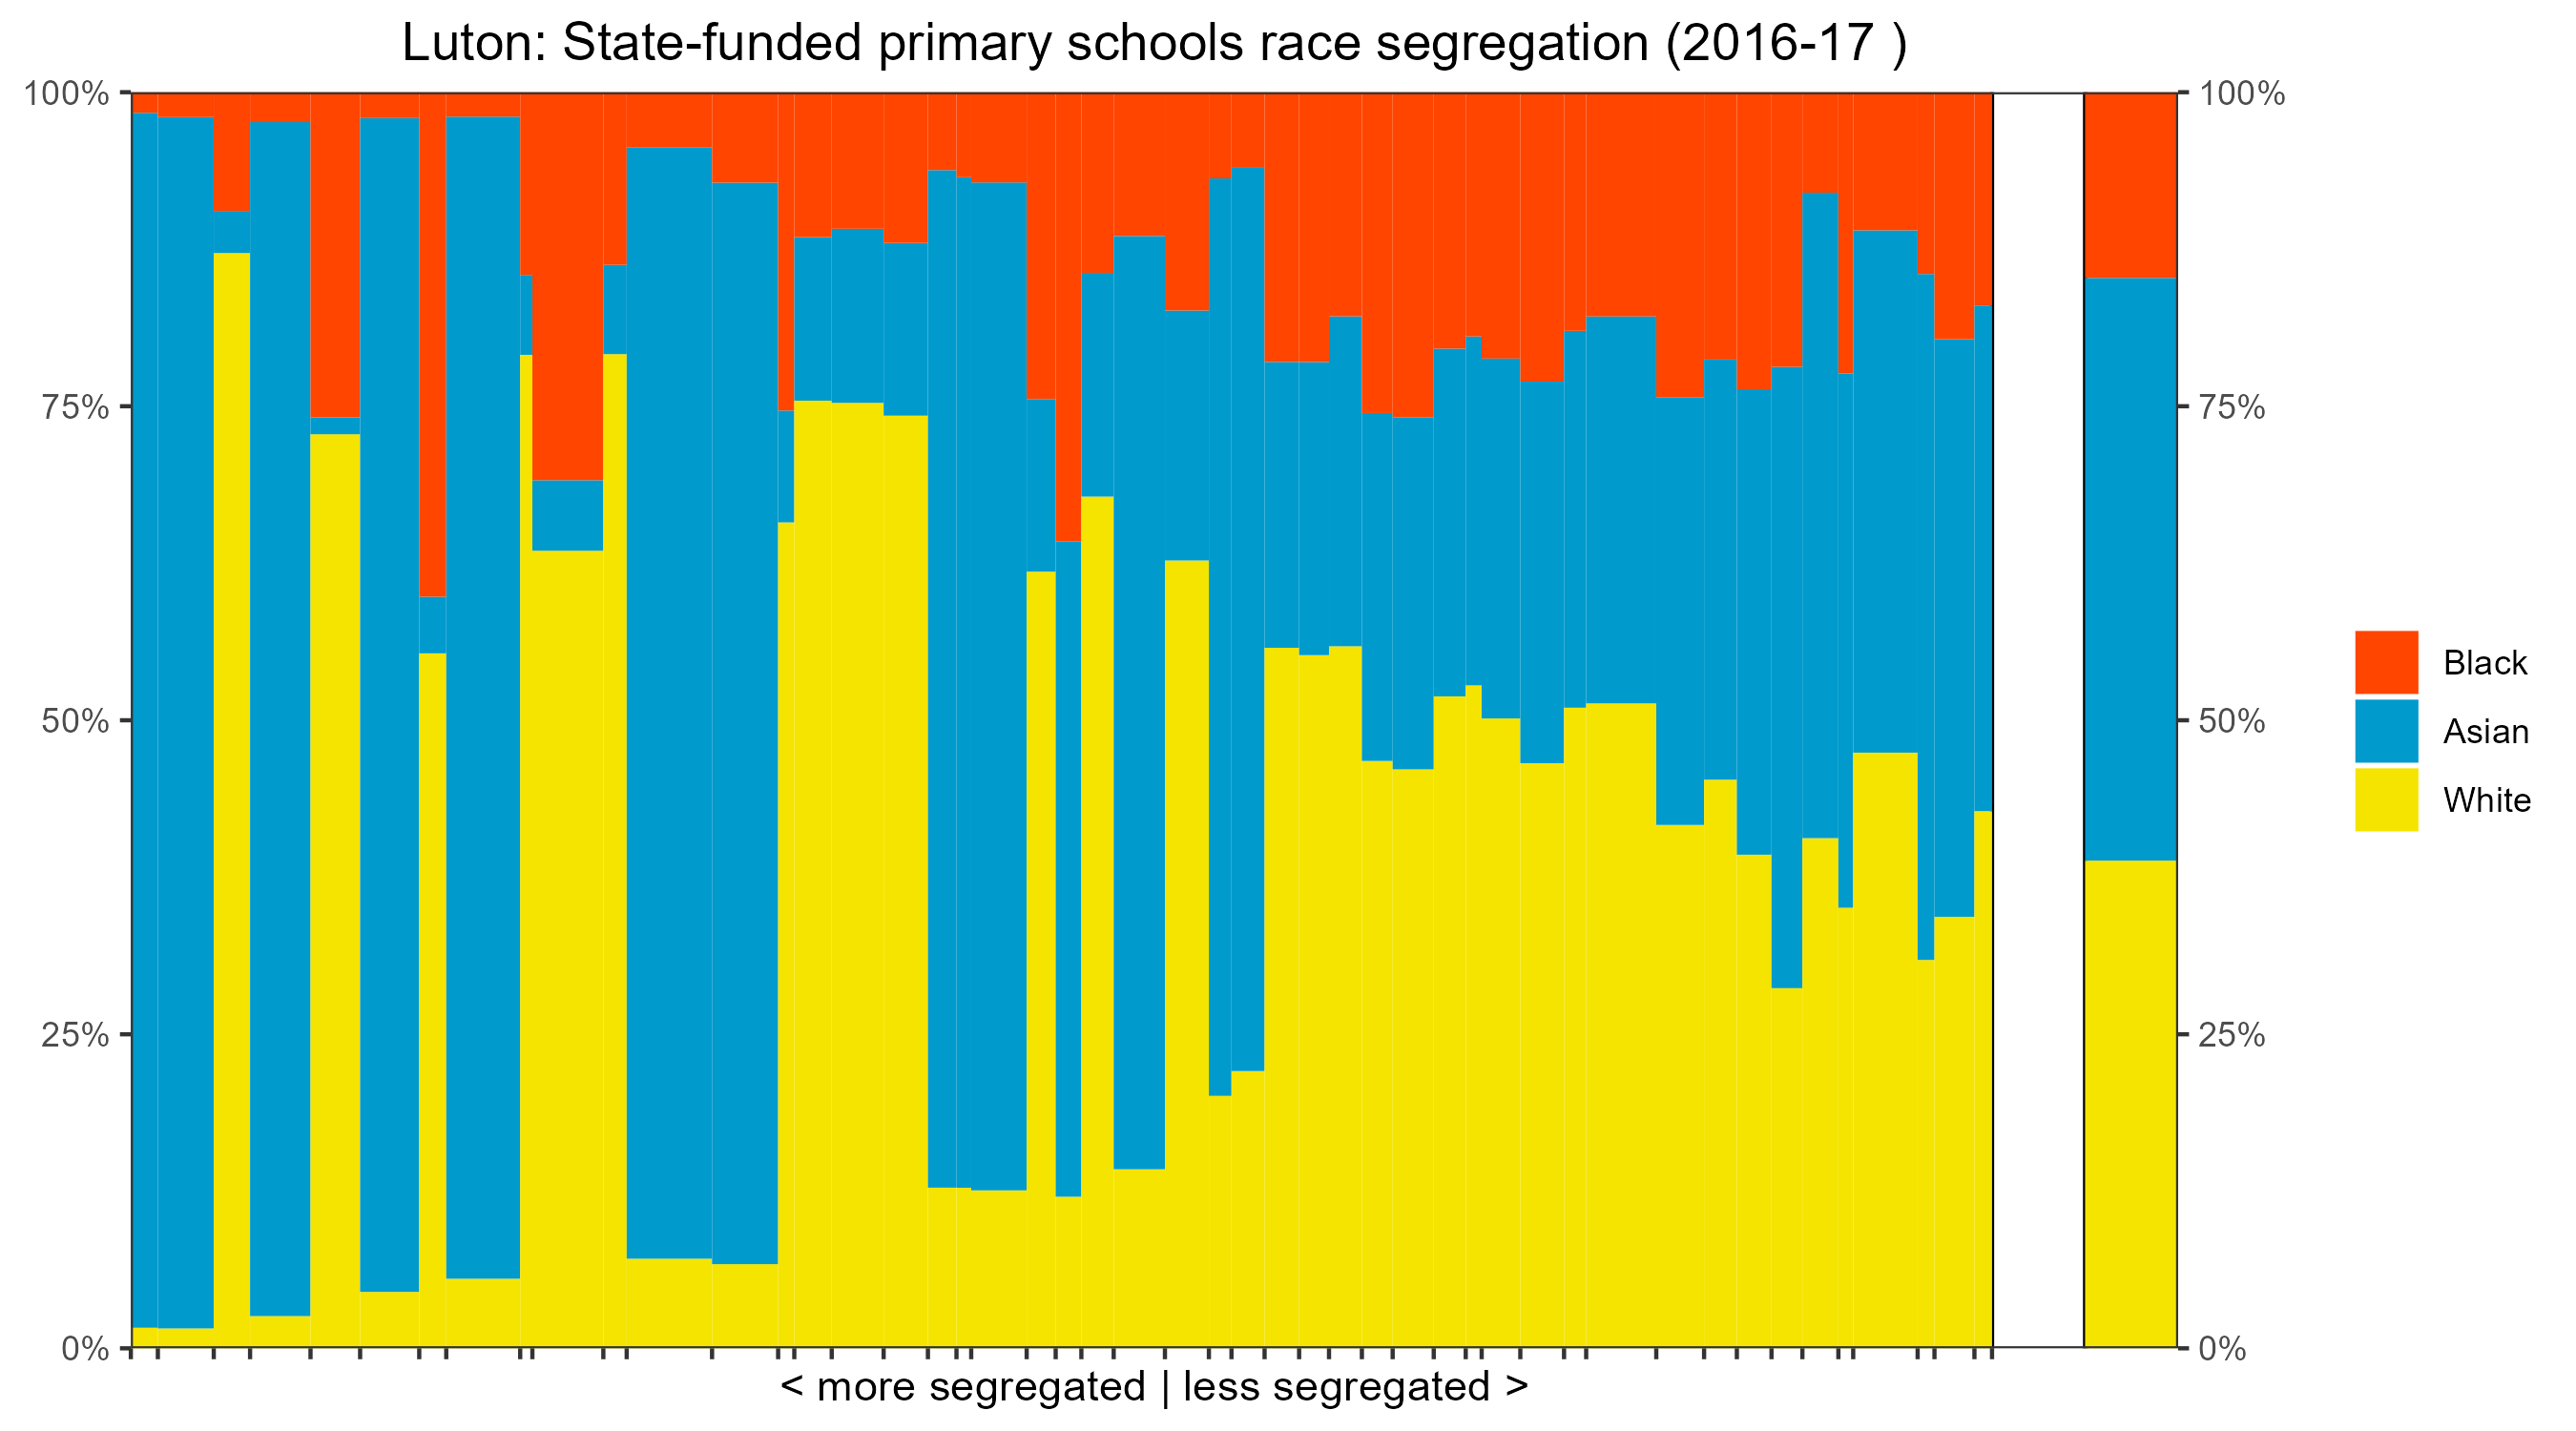 Luton: State-funded primary schools race segregation (2016-17 )
100%
75%
50%
25%
0%
100%
75%
50%
25%
0%
Black
Asian
White
< more segregated | less segregated >